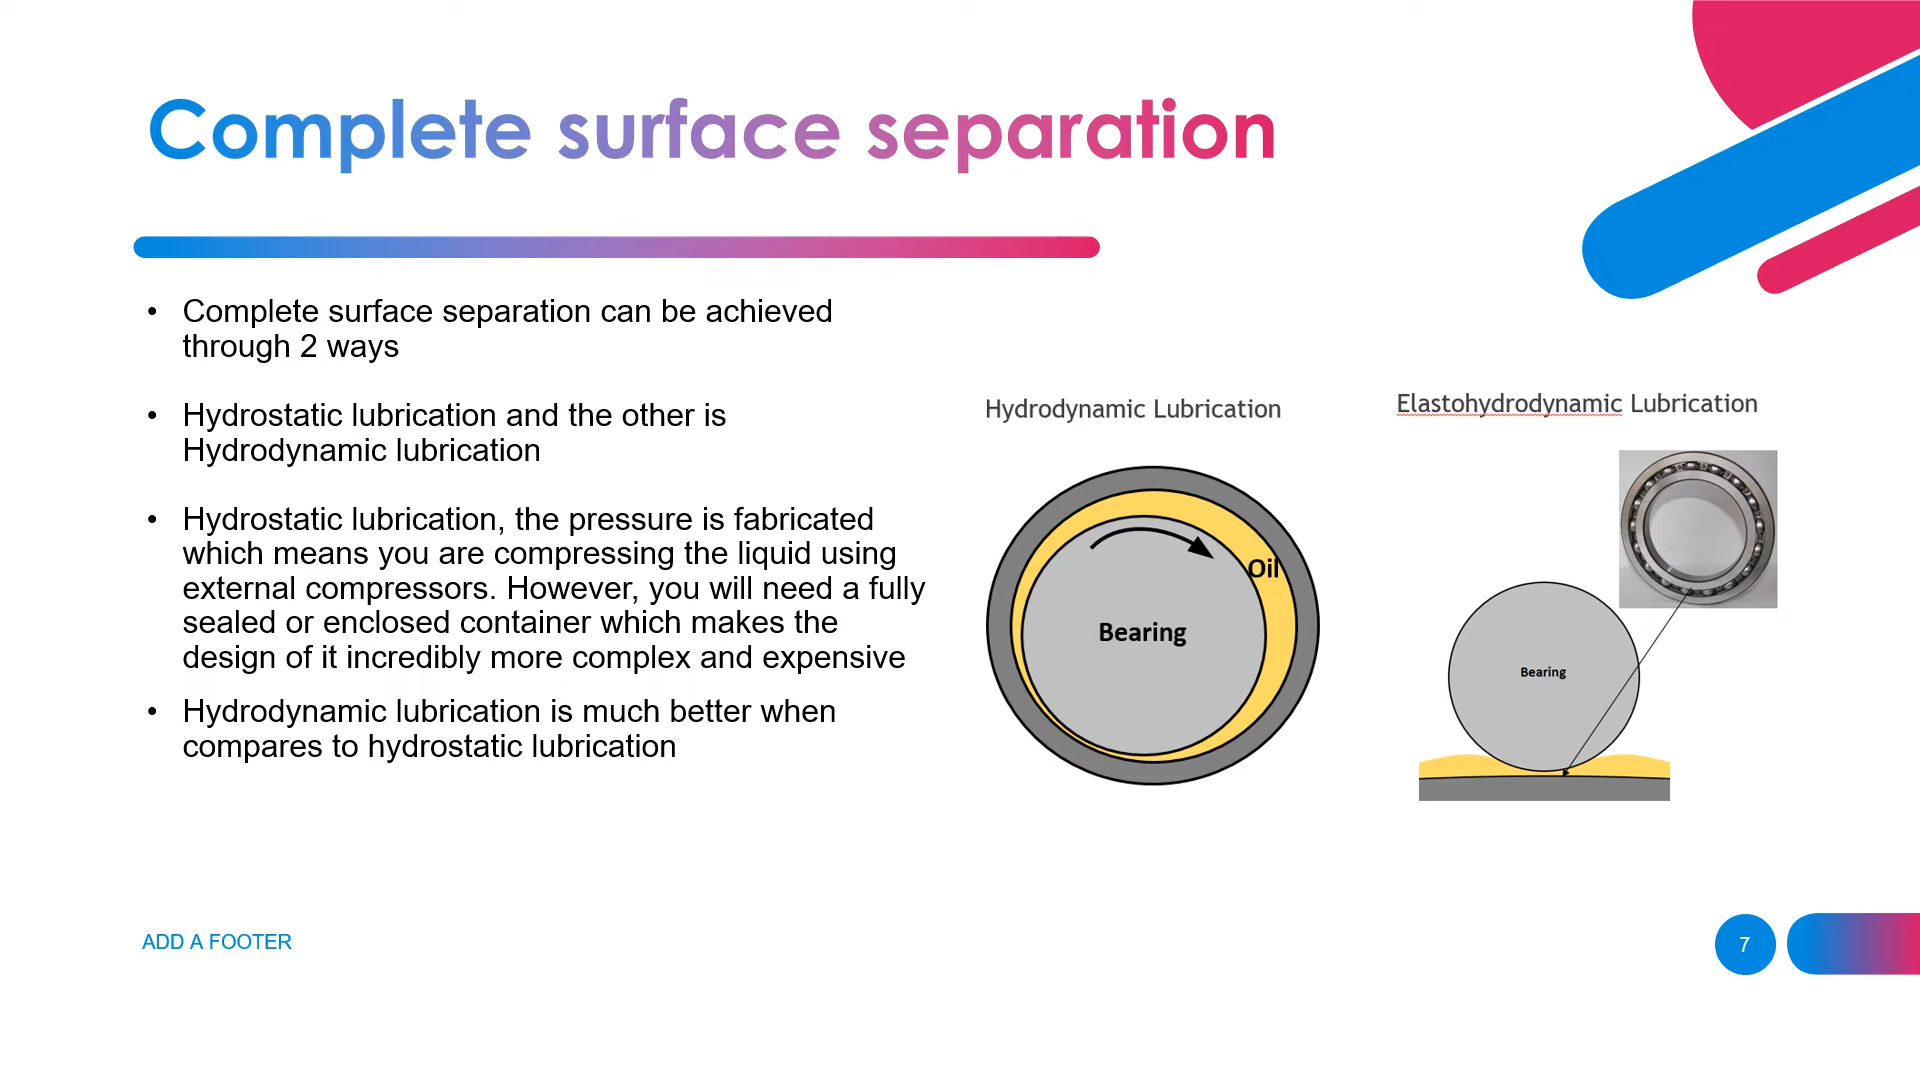 Complete surface separation
• Complete surface separation can be achieved
through 2 ways
• Hydrostatic lubrication and the other is
Hydrodynamic lubrication
• Hydrostatic lubrication, the pressure is fabricated
which means you are compressing the liquid using
external compressors. However, you will need a fully
sealed or enclosed container which makes the
design of it incredibly more complex and expensive
• Hydrodynamic lubrication is much better when
compares to hydrostatic lubrication
Hydrodynamic Lubrication
Oil
Bearing
Elastohydrodynamic Lubrication
Bearing
ADD A FOOTER
7